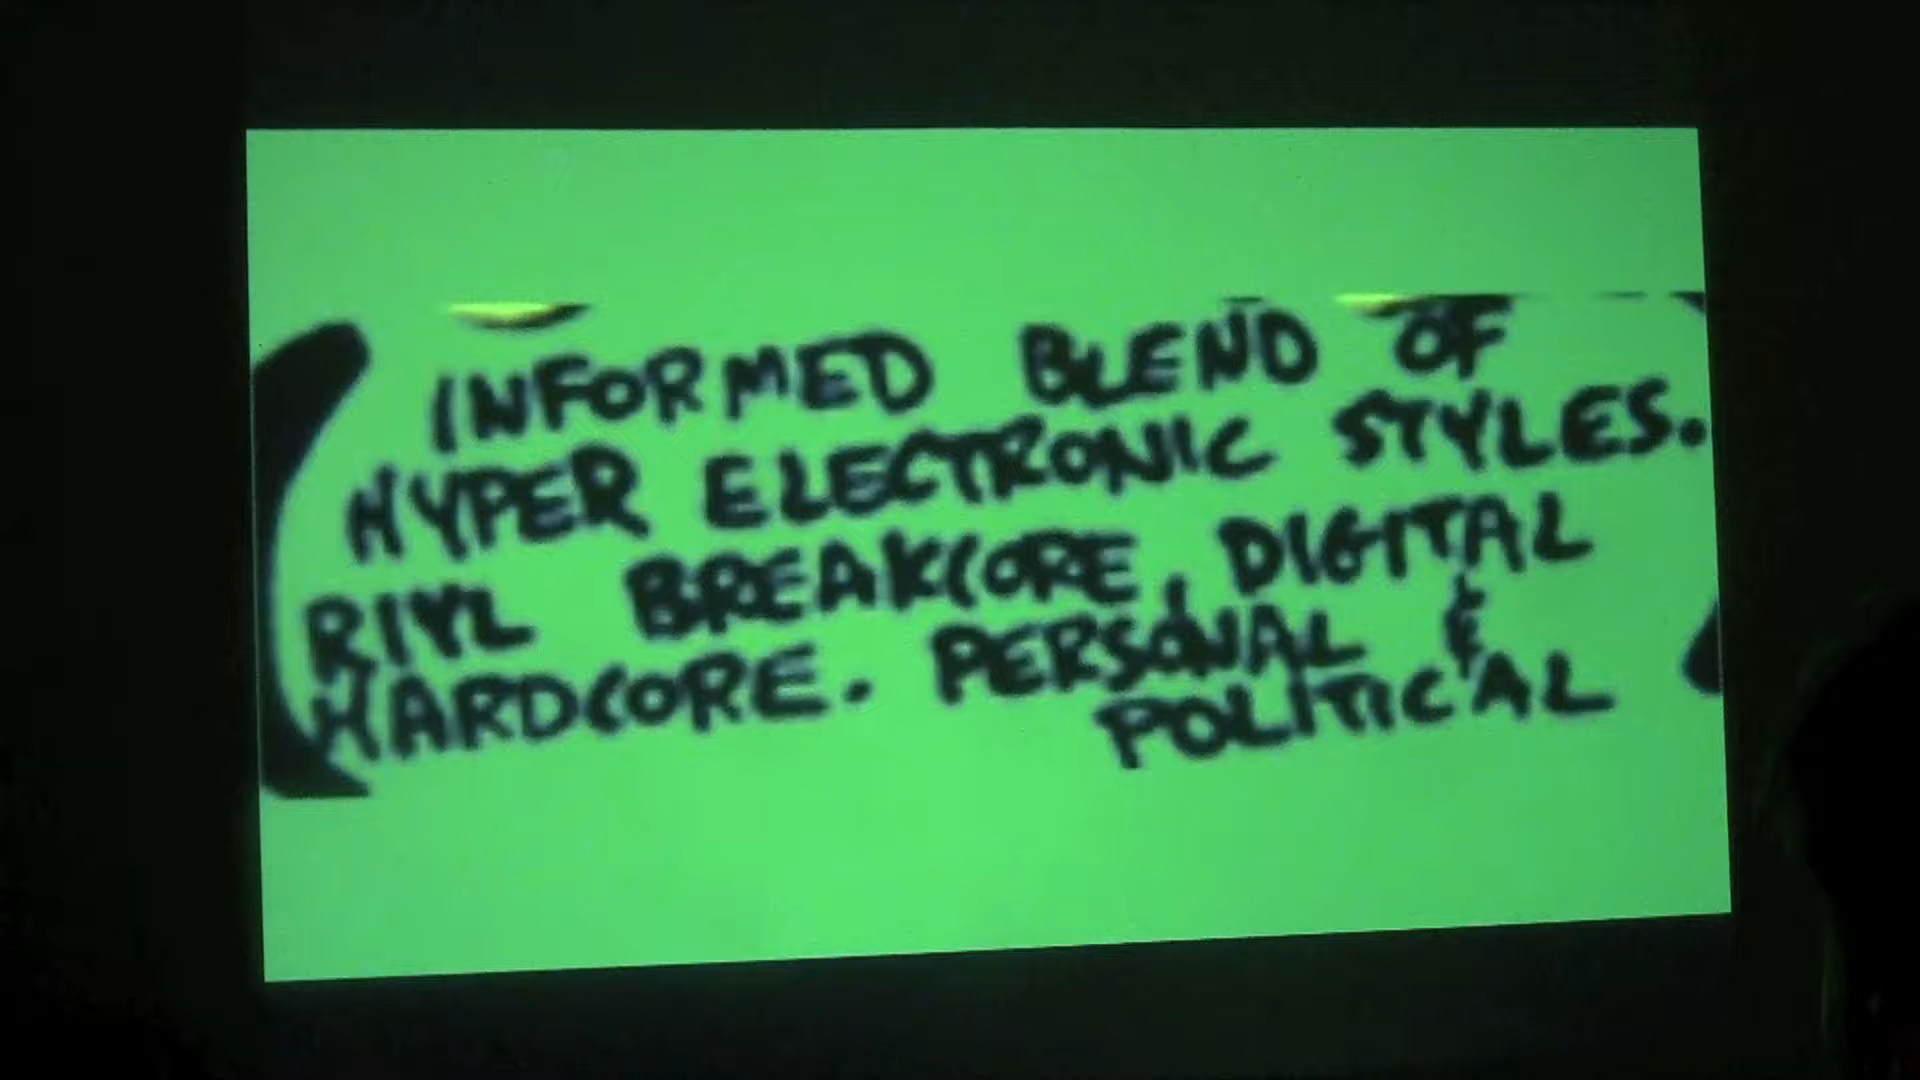 INFORMED BLEND OF
HYPER ELECTRONIC STYLES.
RIYL BREAKCORE, DIGITAL
HARDCORE. PERSONAL &
POLITICAL